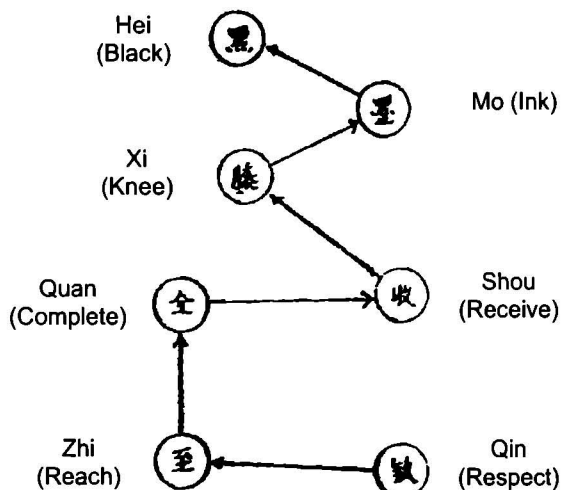 Hei
(Black)
黑
墨
Mo (Ink)
Xi
(Knee)
膝
Quan
(Complete)
全
收
Shou
(Receive)
Zhi
(Reach)
至
Qin
(Respect)